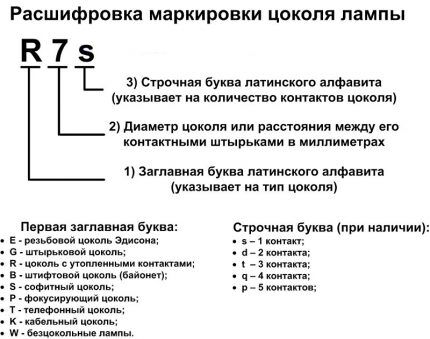 Расшифровка маркировки цоколя лампы
R 7 s
3) Строчная буква латинского алфавита
(указывает на количество контактов цоколя)
2) Диаметр цоколя или расстояния между его
контактными штырьками в миллиметрах
1) Заглавная буква латинского алфавита
(указывает на тип цоколя)
Первая заглавная буква:
• E - резьбовой цоколь Эдисона;
• G - штырьковой цоколь;
• R - цоколь с утопленными контактами;
• B - штифтовой цоколь (байонет);
• S - софитный цоколь;
• P - фокусирующий цоколь;
• T - телефонный цоколь;
• K - кабельный цоколь;
• W - безцокольные лампы.
Строчная буква (при наличии):
• s – 1 контакт;
• d – 2 контакта;
• t – 3 контакта;
• q – 4 контакта;
• p – 5 контактов;